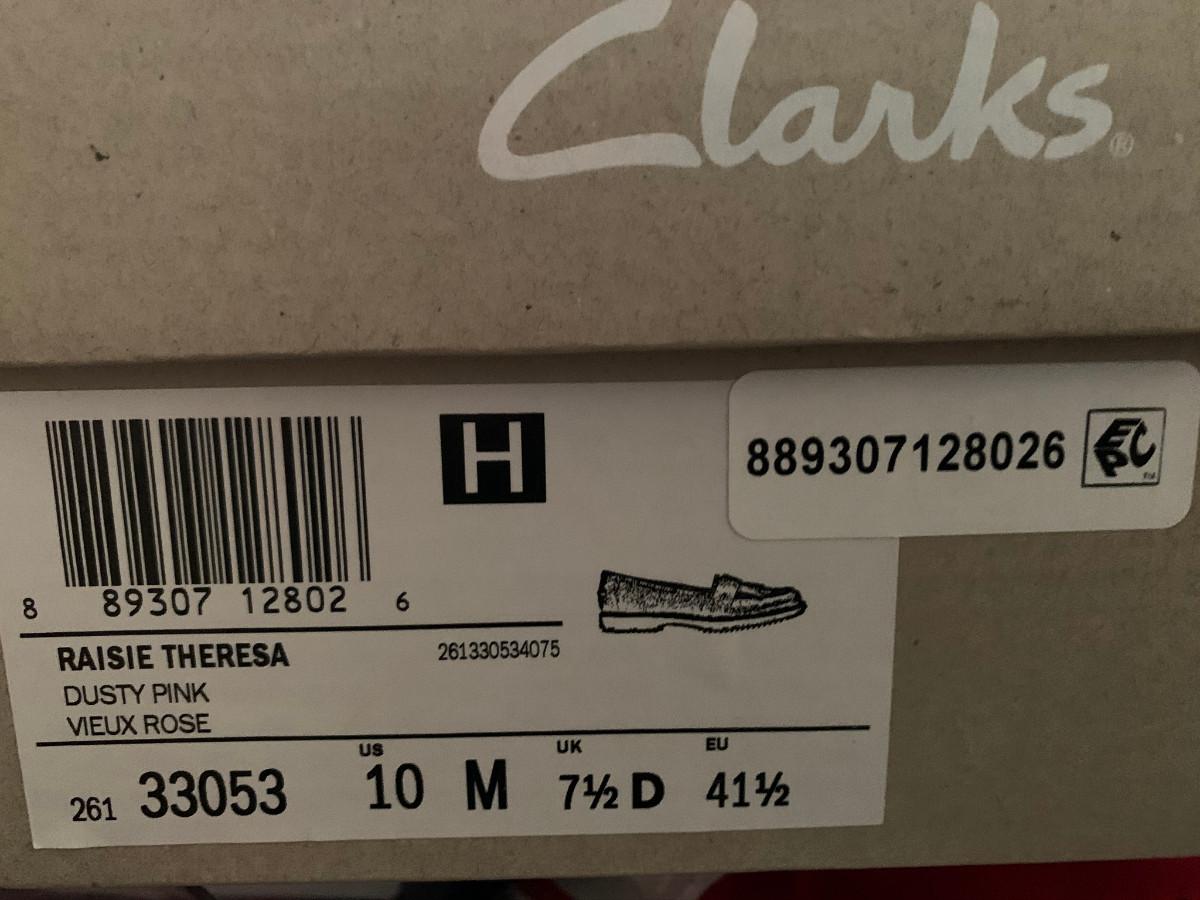 Clarks®
H
889307128026
EPC™
8 89307 12802 6
RAISIE THERESA 261330534075
DUSTY PINK
VIEUX ROSE
US UK EU
261 33053 10 M 7½ D 41½